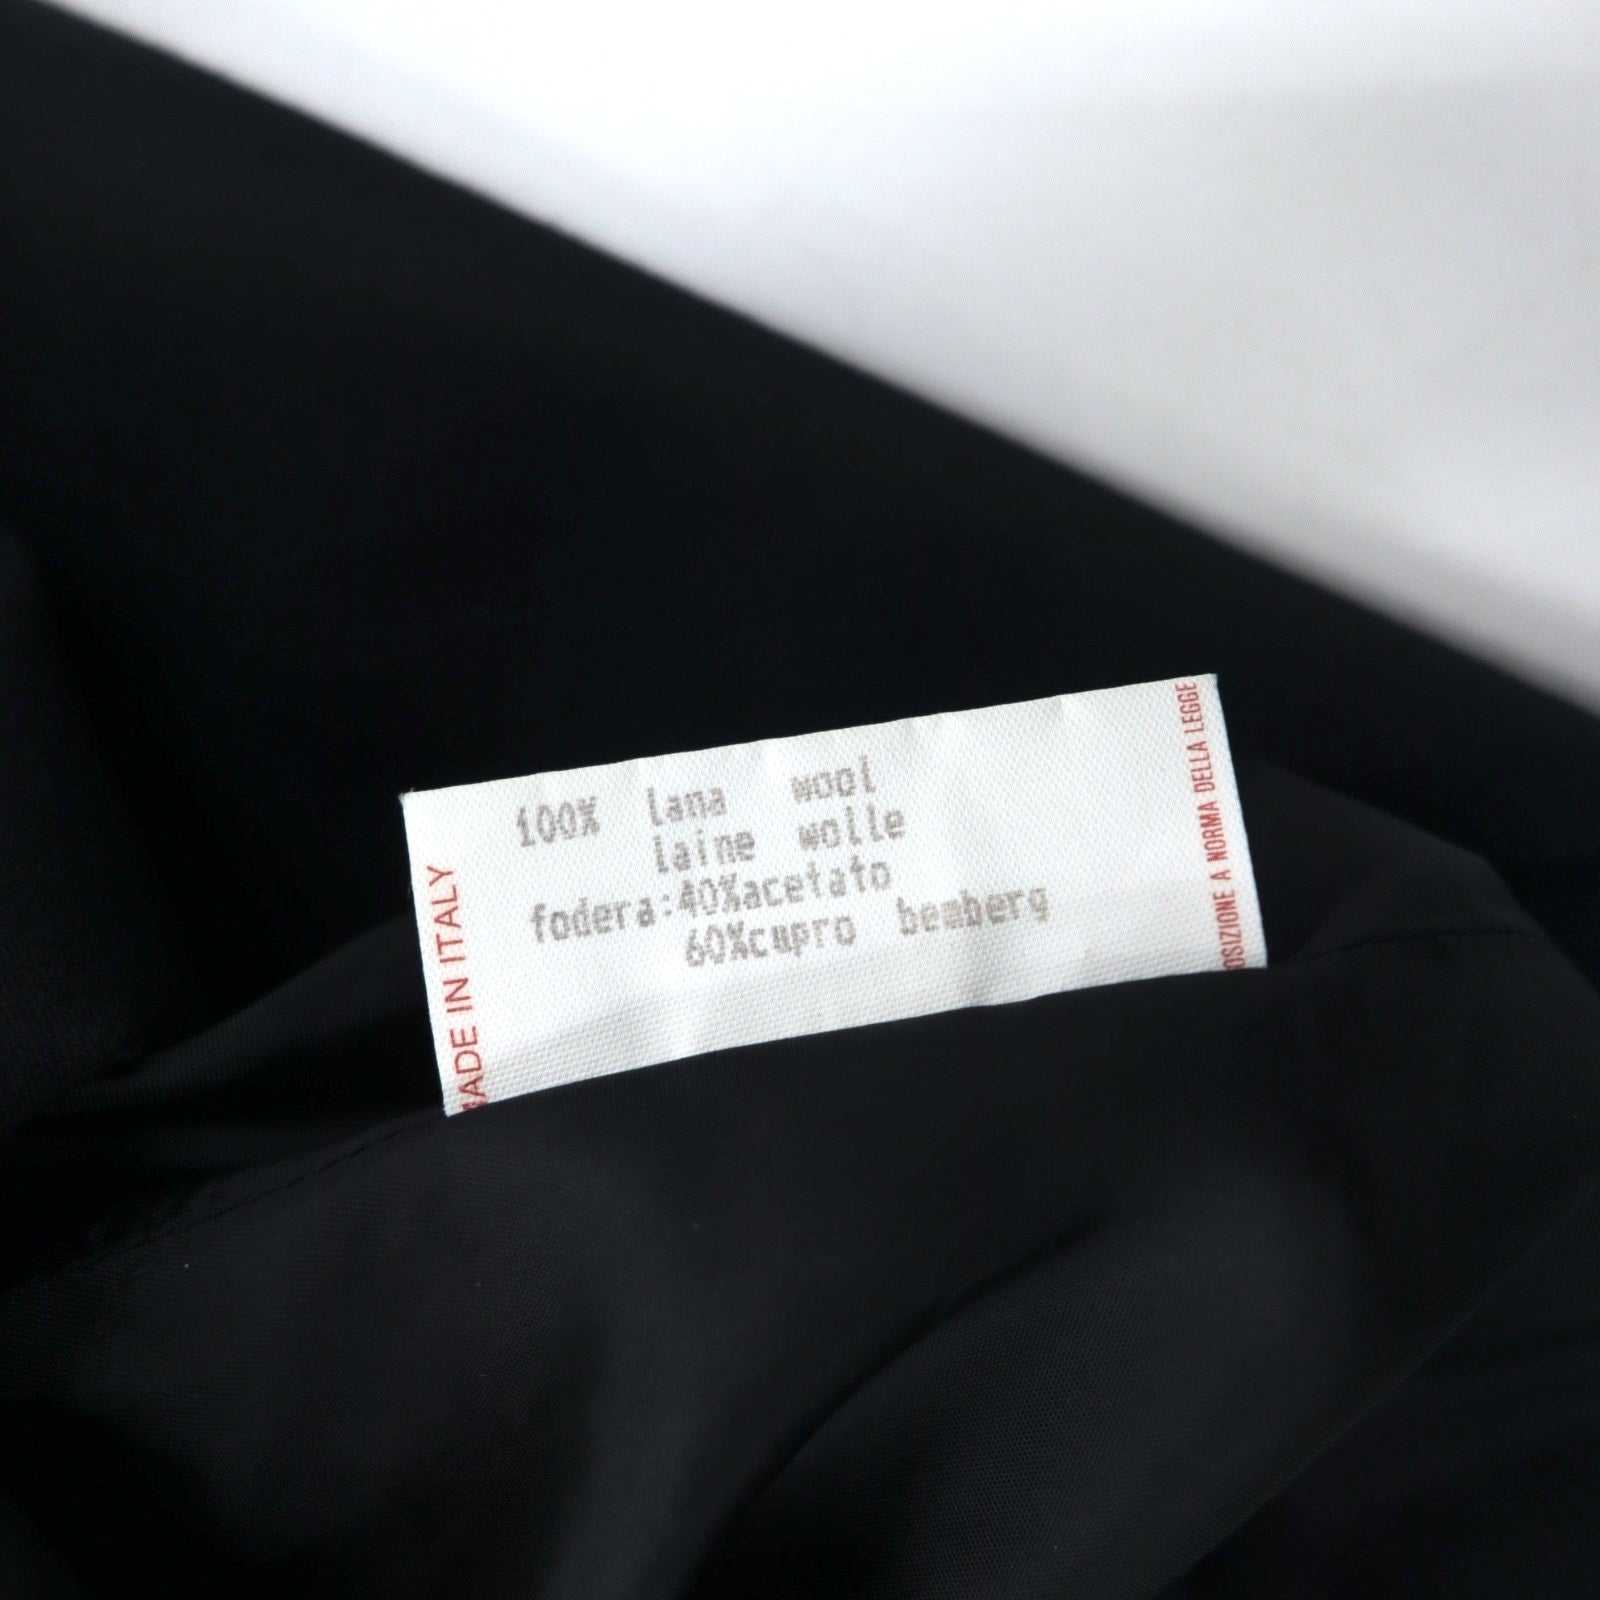 100% lana wool
laine wolle
fodera:40%acetato
60%cupro bemberg
MADE IN ITALY
OSIZIONE A NORMA DELLA LEGGE